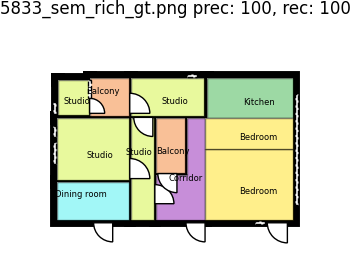 5833_sem_rich_gt.png prec: 100, rec: 100
Balcony
Studio
Studio
Kitchen
Bedroom
Studio
Studio
Balcony
Corridor
Dining room
Bedroom